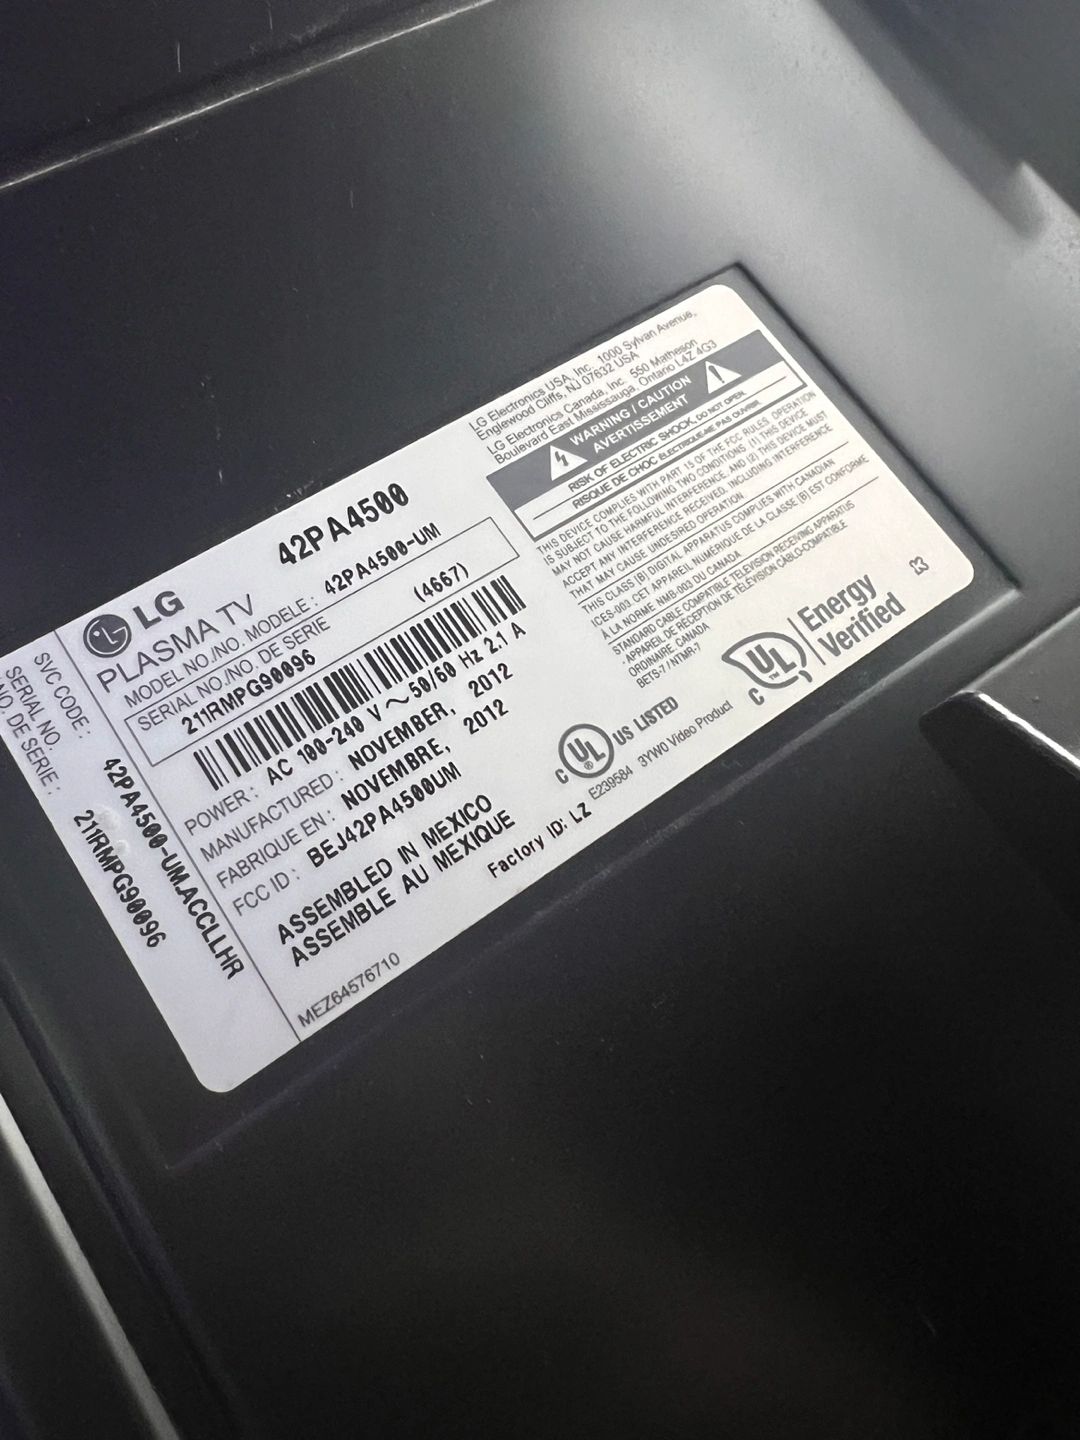 SVC CODE : 42PA4500-UM.ACCLLHR
SERIAL NO.
NO. DE SERIE : 211RMPG90096
LG
42PA4500
PLASMA TV
MODEL NO./NO. MODELE : 42PA4500-UM
SERIAL NO./NO. DE SERIE (4667)
211RMPG90096
POWER : AC 100-240 V~50/60 Hz 2.1 A
MANUFACTURED : NOVEMBER, 2012
FABRIQUE EN : NOVEMBRE, 2012
FCC ID : BEJ42PA4500UM
ASSEMBLED IN MEXICO
ASSEMBLE AU MEXIQUE
MEZ64576710
LG Electronics USA, Inc. 1000 Sylvan Avenue,
Englewood Cliffs, NJ 07632 USA
LG Electronics Canada, Inc. 550 Matheson
Boulevard East Mississauga, Ontario L4Z 4G3
WARNING / CAUTION
AVERTISSEMENT
RISK OF ELECTRIC SHOCK, DO NOT OPEN.
RISQUE DE CHOC ELECTRIQUE-NE PAS OUVRIR.
THIS DEVICE COMPLIES WITH PART 15 OF THE FCC RULES OPERATION
IS SUBJECT TO THE FOLLOWING TWO CONDITIONS. (1) THIS DEVICE
MAY NOT CAUSE HARMFUL INTERFERENCE, AND (2) THIS DEVICE MUST
ACCEPT ANY INTERFERENCE RECEIVED, INCLUDING INTERFERENCE
THAT MAY CAUSE UNDESIRED OPERATION
THIS CLASS [B] DIGITAL APPARATUS COMPLIES WITH CANADIAN
ICES-003 CET APPAREIL NUMÉRIQUE DE LA CLASSE [B] EST CONFORME
À LA NORME NMB-003 DU CANADA
STANDARD CABLE COMPATIBLE TELEVISION RECEIVING APPARATUS
- APPAREIL DE RÉCEPTION DE TÉLÉVISION CÂBLO-COMPATIBLE
ORDINAIRE, CANADA
BETS-7 / NTMR-7
C UL ® US LISTED
E239584 3YW0 Video Product
Factory ID: LZ
C UL TM Energy
Verified